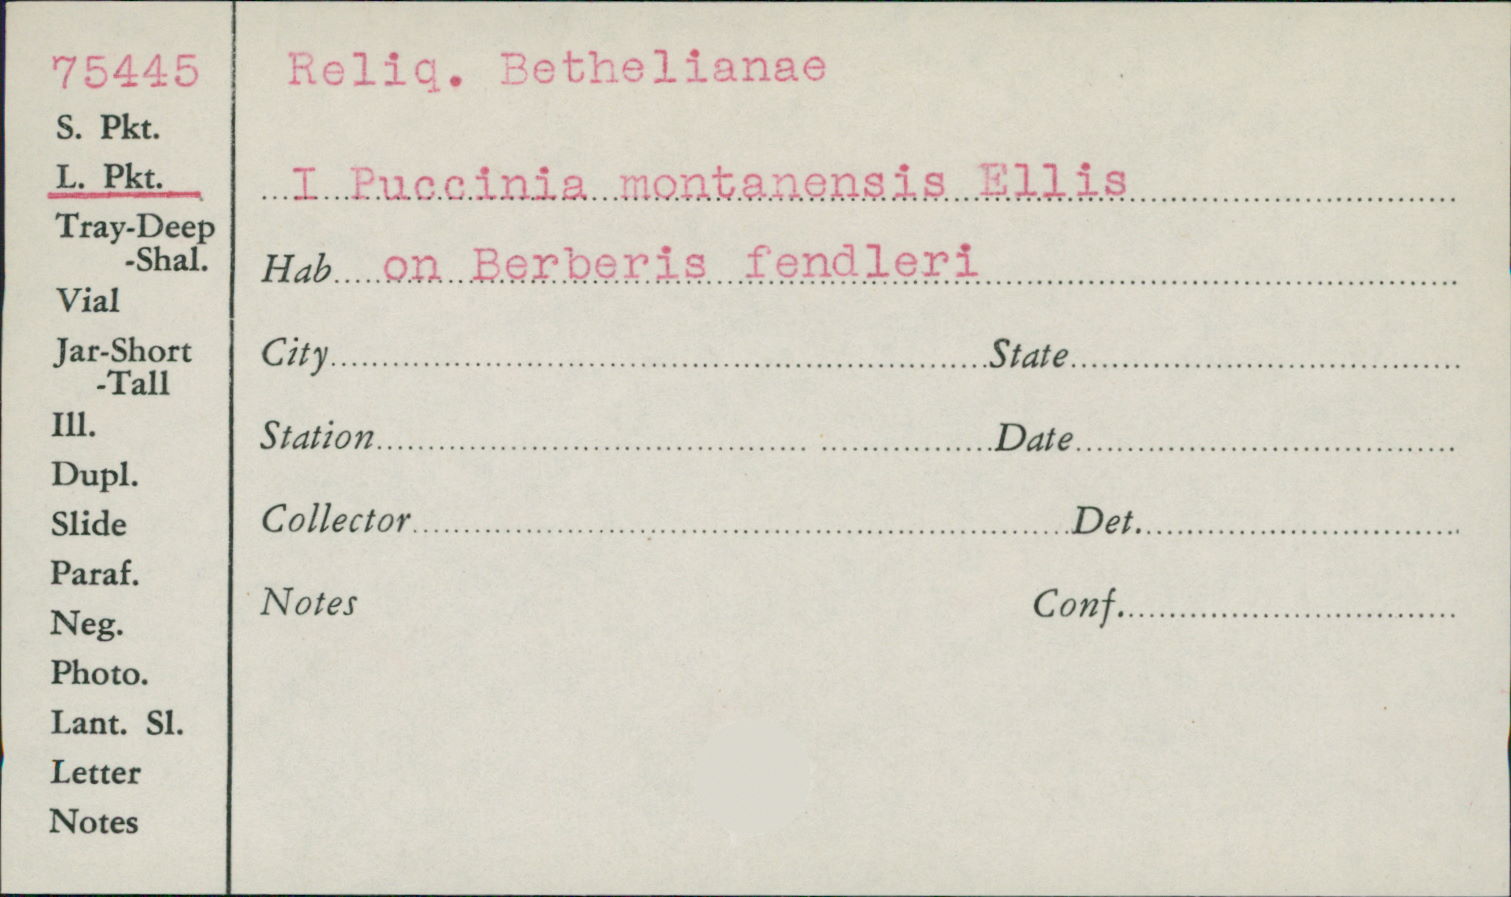 75445
Reliq. Bethelianae
S. Pkt.
L. Pkt.
I Puccinia montanensis Ellis
Tray-Deep
-Shal.
Hab. on Berberis fendleri
Vial
Jar-Short
-Tall
City State
Ill.
Station Date
Dupl.
Slide
Collector Det.
Paraf.
Neg.
Notes Conf.
Photo.
Lant. Sl.
Letter
Notes